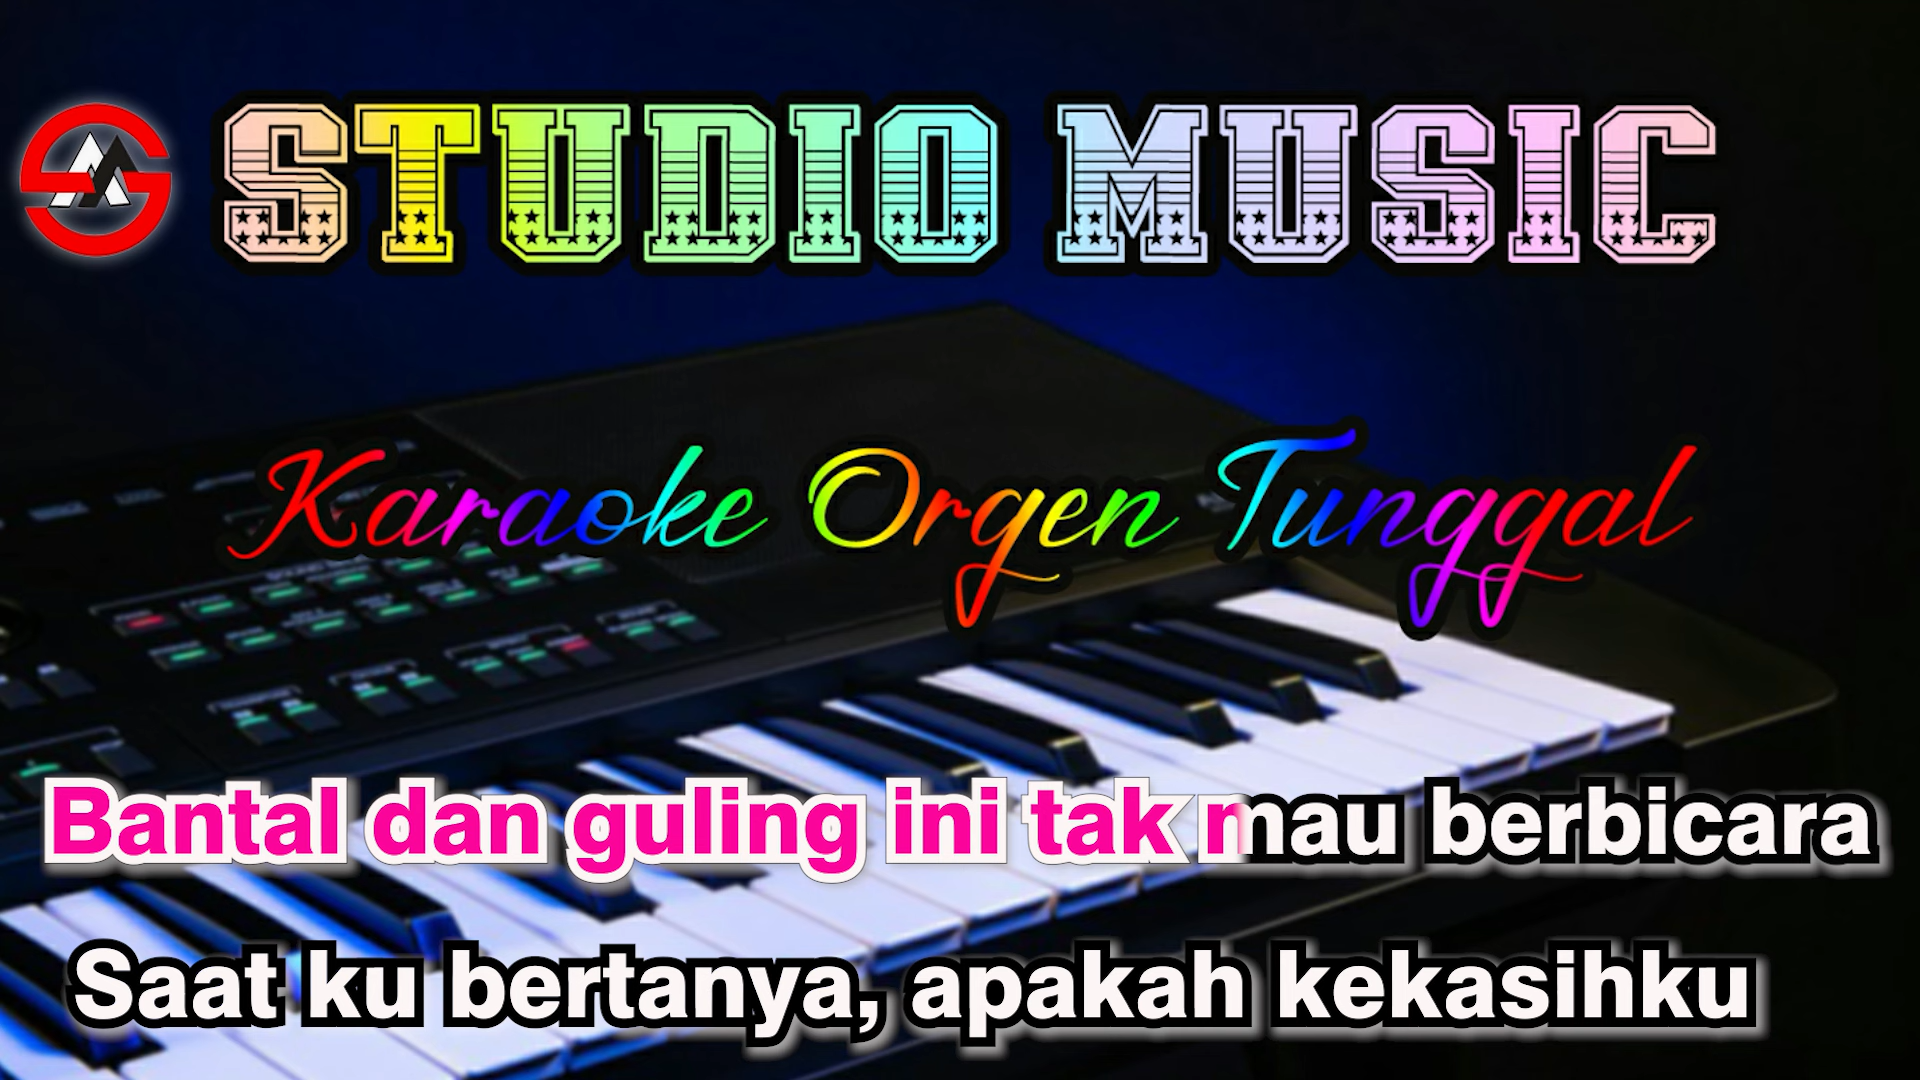 STUDIO MUSIC
Karaoke Orgen Tunggal
Bantal dan guling ini tak mau berbicara
Saat ku bertanya, apakah kekasihku